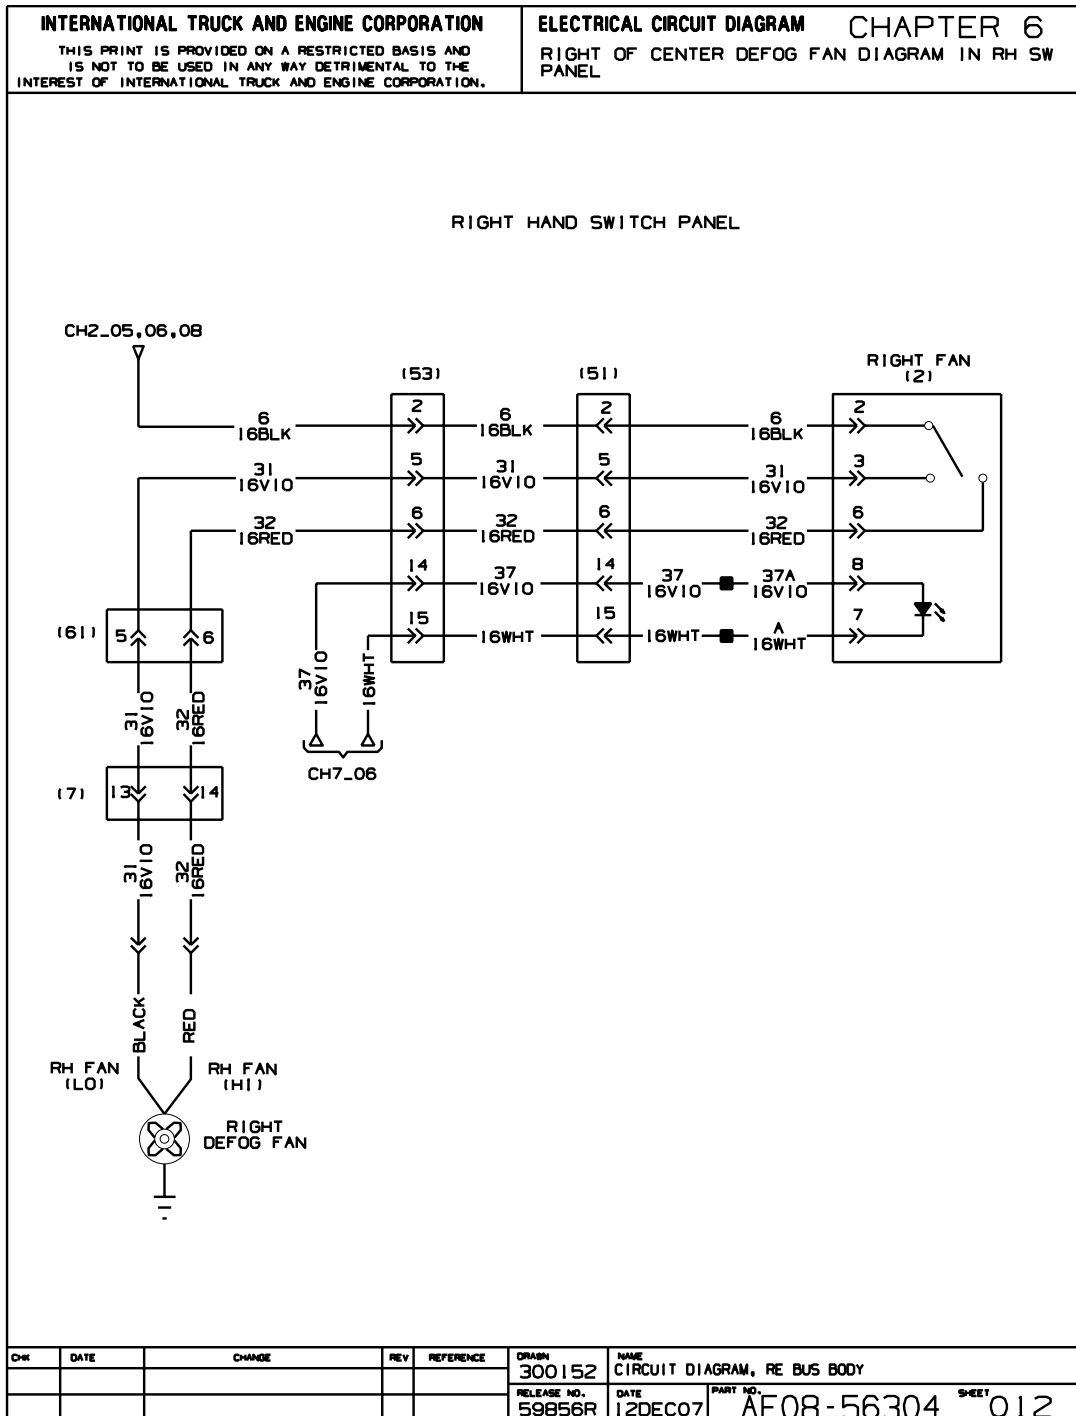 INTERNATIONAL TRUCK AND ENGINE CORPORATION
THIS PRINT IS PROVIDED ON A RESTRICTED BASIS AND
IS NOT TO BE USED IN ANY WAY DETRIMENTAL TO THE
INTEREST OF INTERNATIONAL TRUCK AND ENGINE CORPORATION.
ELECTRICAL CIRCUIT DIAGRAM CHAPTER 6
RIGHT OF CENTER DEFOG FAN DIAGRAM IN RH SW
PANEL
RIGHT HAND SWITCH PANEL
CH2_05,06,08
(53)
(51)
RIGHT FAN
(2)
6
16BLK
2
6
16BLK
2
6
16BLK
2
31
16VIO
5
31
16VIO
5
31
16VIO
3
32
16RED
6
32
16RED
6
32
16RED
6
14
37
16VIO
14
37
16VIO
37A
16VIO
8
15
16WHT
15
16WHT
A
16WHT
7
(61)
5
6
37
16VIO
16WHT
CH7_06
31
16VIO
32
16RED
(7)
13
14
31
16VIO
32
16RED
BLACK
RED
RH FAN
(LO)
RH FAN
(HI)
RIGHT
DEFOG FAN
CHK DATE CHANGE REV REFERENCE
DRAWN
300152
NAME
CIRCUIT DIAGRAM, RE BUS BODY
RELEASE NO.
59856R
DATE
12DEC07
PART NO.
AE08-56304
SHEET
012